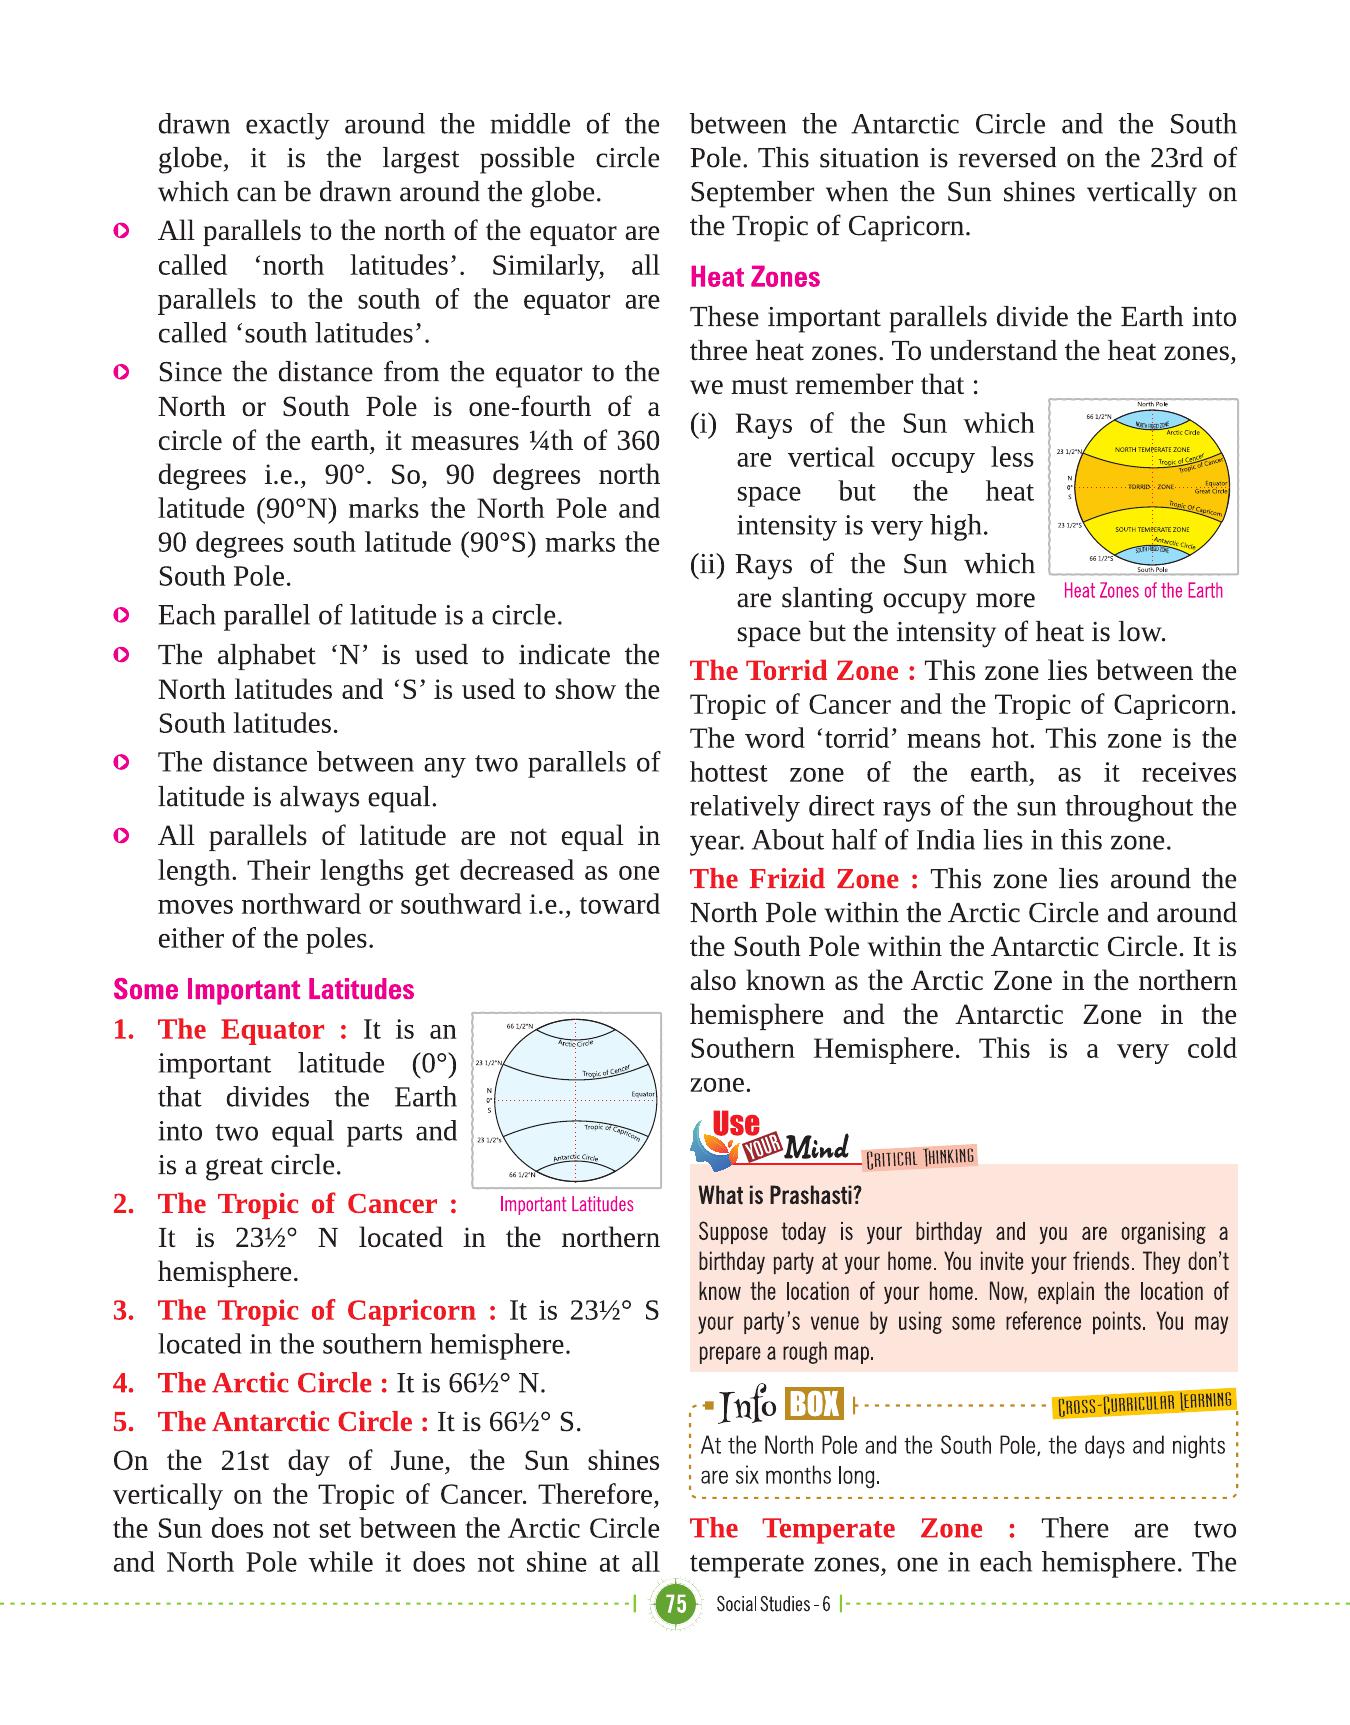 drawn exactly around the middle of the
globe, it is the largest possible circle
which can be drawn around the globe.
All parallels to the north of the equator are
called ‘north latitudes’. Similarly, all
parallels to the south of the equator are
called ‘south latitudes’.
Since the distance from the equator to the
North or South Pole is one-fourth of a
circle of the earth, it measures ¼th of 360
degrees i.e., 90°. So, 90 degrees north
latitude (90°N) marks the North Pole and
90 degrees south latitude (90°S) marks the
South Pole.
Each parallel of latitude is a circle.
The alphabet ‘N’ is used to indicate the
North latitudes and ‘S’ is used to show the
South latitudes.
The distance between any two parallels of
latitude is always equal.
All parallels of latitude are not equal in
length. Their lengths get decreased as one
moves northward or southward i.e., toward
either of the poles.
Some Important Latitudes
1. The Equator : It is an
important latitude (0°)
that divides the Earth
into two equal parts and
is a great circle.
66 1/2°N
Arctic Circle
23 1/2°N
Tropic of Cancer
N
0°
S
Equator
23 1/2°s
Tropic of Capricorn
Antarctic Circle
66 1/2°N
Important Latitudes
2. The Tropic of Cancer :
It is 23½° N located in the northern
hemisphere.
3. The Tropic of Capricorn : It is 23½° S
located in the southern hemisphere.
4. The Arctic Circle : It is 66½° N.
5. The Antarctic Circle : It is 66½° S.
On the 21st day of June, the Sun shines
vertically on the Tropic of Cancer. Therefore,
the Sun does not set between the Arctic Circle
and North Pole while it does not shine at all
between the Antarctic Circle and the South
Pole. This situation is reversed on the 23rd of
September when the Sun shines vertically on
the Tropic of Capricorn.
Heat Zones
These important parallels divide the Earth into
three heat zones. To understand the heat zones,
we must remember that :
(i) Rays of the Sun which
are vertical occupy less
space but the heat
intensity is very high.
(ii) Rays of the Sun which
are slanting occupy more
space but the intensity of heat is low.
North Pole
66 1/2°N
NORTH FRIGID ZONE
Arctic Circle
23 1/2°N
NORTH TEMPERATE ZONE
Tropic of Cancer
Tropic of Cancer
N
0°
S
TORRID ZONE
Equator
Great Circle
Tropic Of Capricorn
23 1/2°S
SOUTH TEMPERATE ZONE
Antarctic Circle
SOUTH FRIGID ZONE
66 1/2°S
South Pole
Heat Zones of the Earth
The Torrid Zone : This zone lies between the
Tropic of Cancer and the Tropic of Capricorn.
The word ‘torrid’ means hot. This zone is the
hottest zone of the earth, as it receives
relatively direct rays of the sun throughout the
year. About half of India lies in this zone.
The Frizid Zone : This zone lies around the
North Pole within the Arctic Circle and around
the South Pole within the Antarctic Circle. It is
also known as the Arctic Zone in the northern
hemisphere and the Antarctic Zone in the
Southern Hemisphere. This is a very cold
zone.
Use YOUR Mind CRITICAL THINKING
What is Prashasti?
Suppose today is your birthday and you are organising a
birthday party at your home. You invite your friends. They don’t
know the location of your home. Now, explain the location of
your party’s venue by using some reference points. You may
prepare a rough map.
Info BOX CROSS-CURRICULAR LEARNING
At the North Pole and the South Pole, the days and nights
are six months long.
The Temperate Zone : There are two
temperate zones, one in each hemisphere. The
75 Social Studies - 6